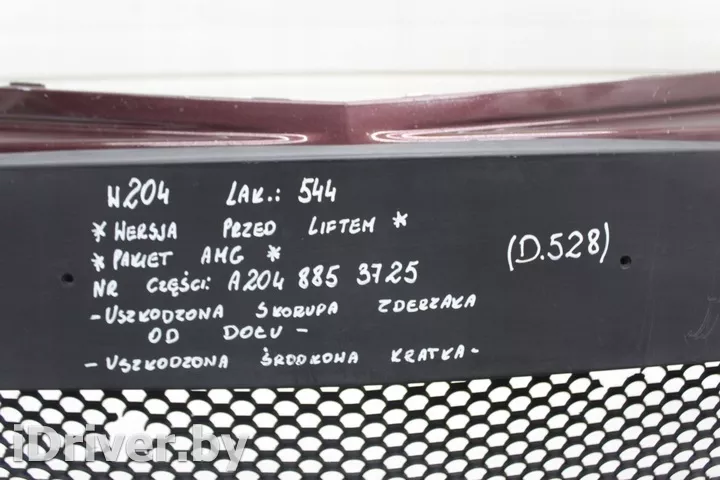 W204 LAK.: 544
* WERSJA PRZED LIFTEM *
* PAKIET AMG *
(D.528)
NR CZĘŚCI: A204 885 3725
- USZKODZONA SKORUPA ZDERZAKA
OD DOŁU -
- USZKODZONA ŚRODKOWA KRATKA -
iDriver.by